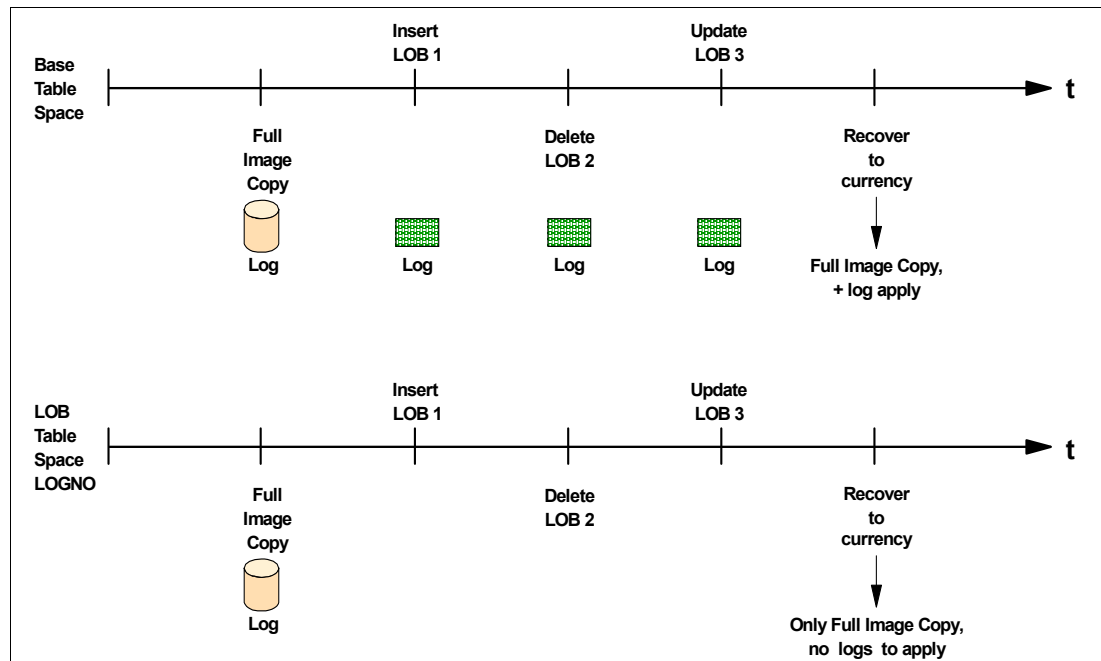 Insert
LOB 1
Update
LOB 3
Base
Table
Space
t
Full
Image
Copy
Delete
LOB 2
Recover
to
currency
Log
Log
Log
Log
Full Image Copy,
+ log apply
Insert
LOB 1
Update
LOB 3
LOB
Table
Space
LOGNO
t
Full
Image
Copy
Delete
LOB 2
Recover
to
currency
Log
Only Full Image Copy,
no logs to apply